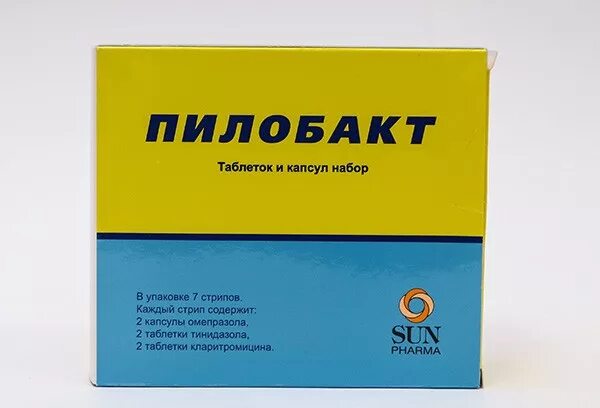 ПИЛОБАКТ
Таблеток и капсул набор
В упаковке 7 стрипов.
Каждый стрип содержит:
2 капсулы омепразола,
2 таблетки тинидазола,
2 таблетки кларитромицина.
SUN
PHARMA